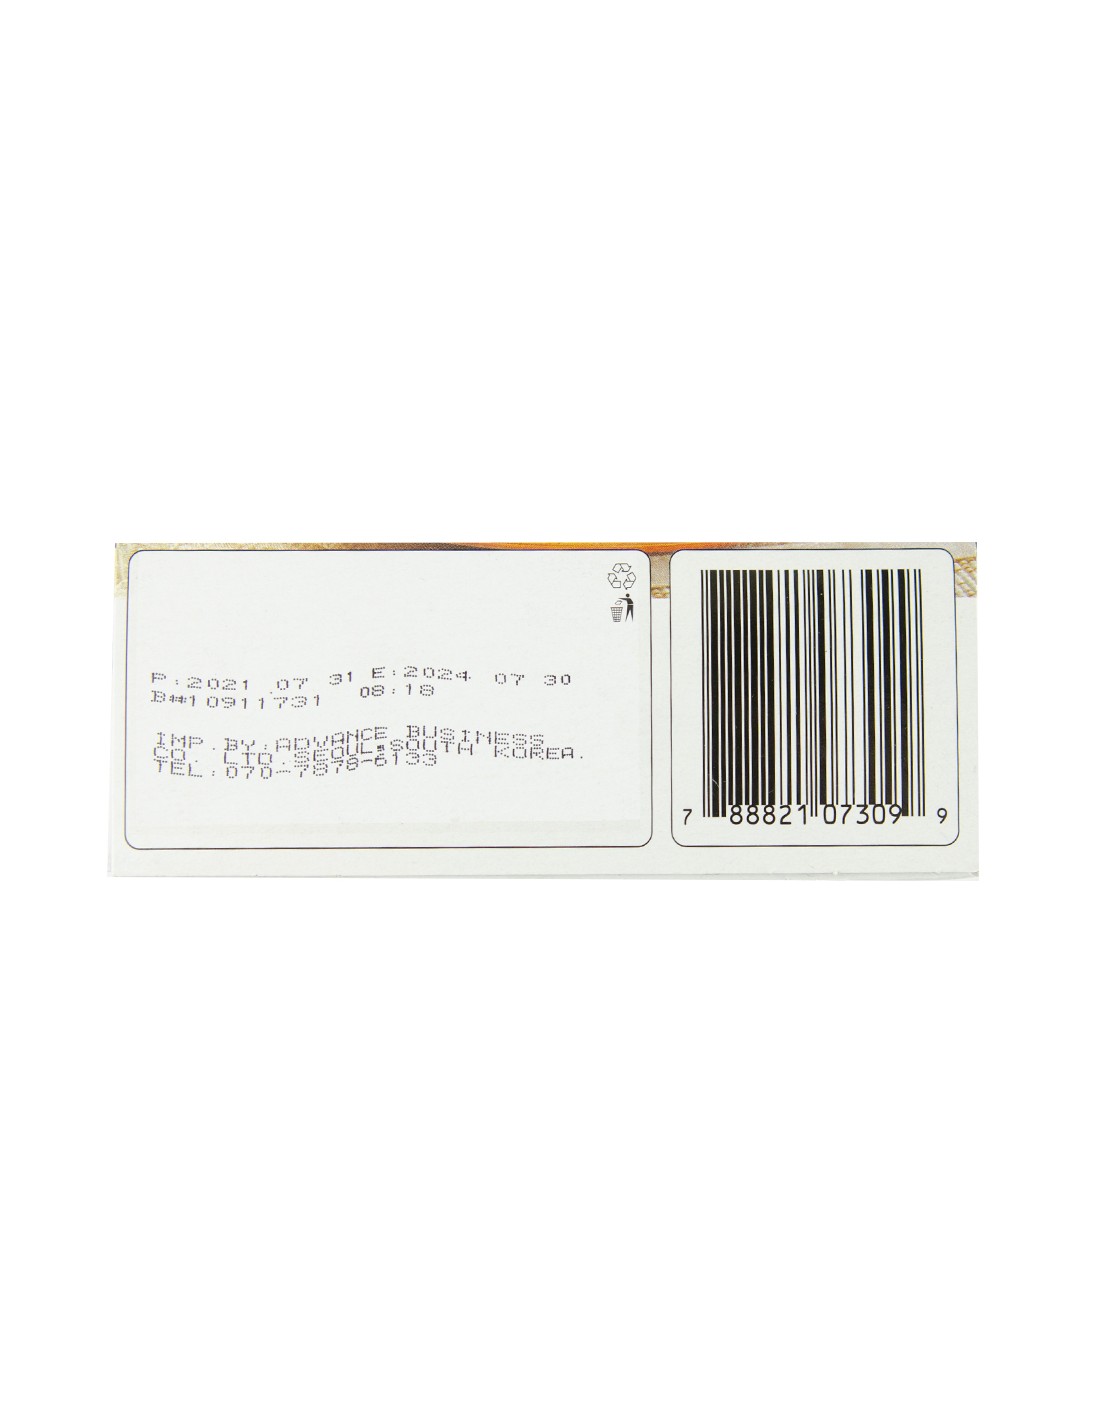 P:2021 07 31 E:2024 07 30
B#10911731 08:18
IMP.BY:ADVANCE BUSINESS
CO. LTD.SEOUL,SOUTH KOREA.
TEL:070-7878-6133
7 88821 07309 9